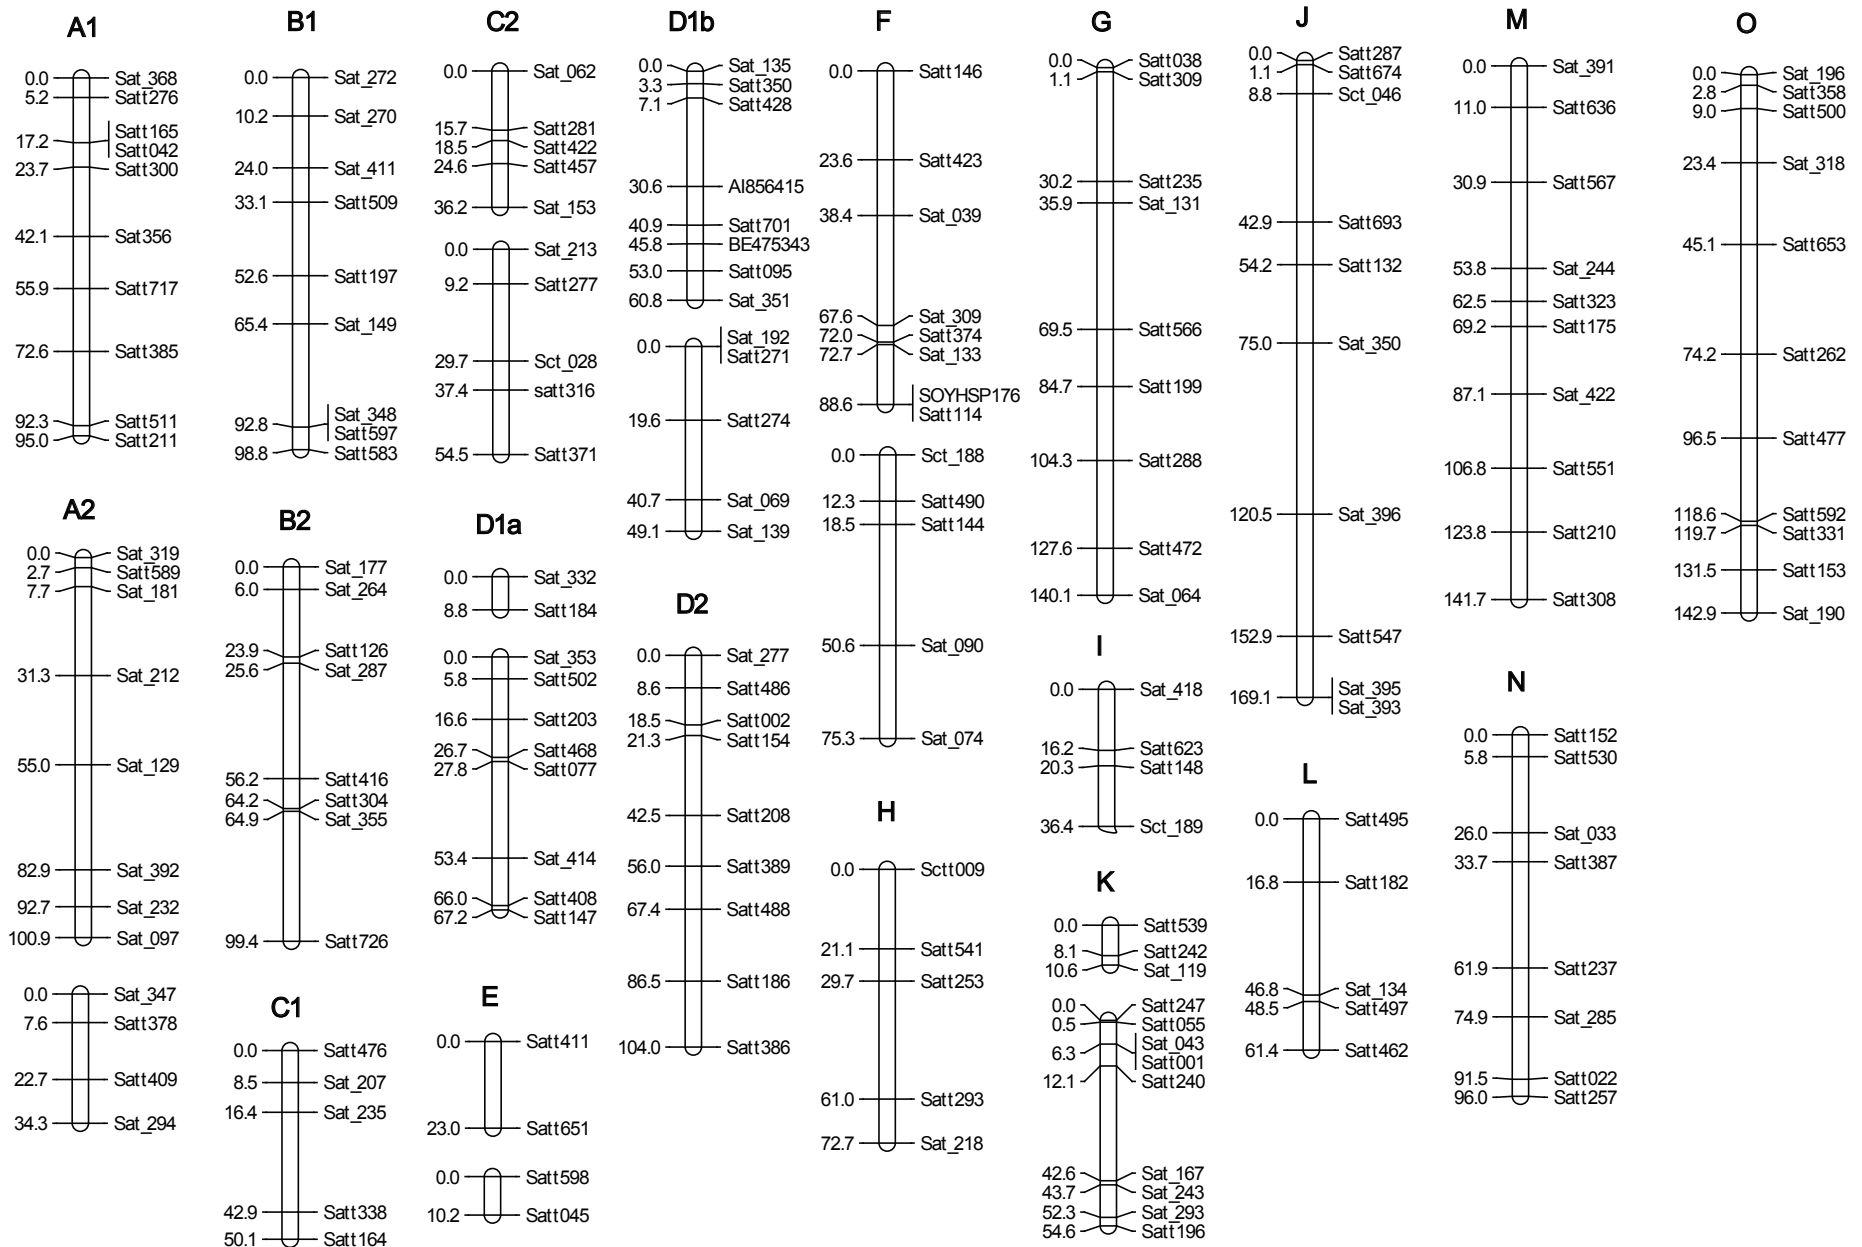 A1
0.0 Sat_368
5.2 Satt276
17.2 Satt165
Satt042
23.7 Satt300
42.1 Sat356
55.9 Satt717
72.6 Satt385
92.3 Satt511
95.0 Satt211
A2
0.0 Sat_319
2.7 Satt589
7.7 Sat_181
31.3 Sat_212
55.0 Sat_129
82.9 Sat_392
92.7 Sat_232
100.9 Sat_097
0.0 Sat_347
7.6 Satt378
22.7 Satt409
34.3 Sat_294
B1
0.0 Sat_272
10.2 Sat_270
24.0 Sat_411
33.1 Satt509
52.6 Satt197
65.4 Sat_149
92.8 Sat_348
Satt597
98.8 Satt583
B2
0.0 Sat_177
6.0 Sat_264
23.9 Satt126
25.6 Sat_287
56.2 Satt416
64.2 Satt304
64.9 Sat_355
99.4 Satt726
C1
0.0 Satt476
8.5 Sat_207
16.4 Sat_235
42.9 Satt338
50.1 Satt164
C2
0.0 Sat_062
15.7 Satt281
18.5 Satt422
24.6 Satt457
36.2 Sat_153
0.0 Sat_213
9.2 Satt277
29.7 Sct_028
37.4 satt316
54.5 Satt371
D1a
0.0 Sat_332
8.8 Satt184
0.0 Sat_353
5.8 Satt502
16.6 Satt203
26.7 Satt468
27.8 Satt077
53.4 Sat_414
66.0 Satt408
67.2 Satt147
E
0.0 Satt411
23.0 Satt651
0.0 Satt598
10.2 Satt045
D1b
0.0 Sat_135
3.3 Satt350
7.1 Satt428
30.6 AI856415
40.9 Satt701
45.8 BE475343
53.0 Satt095
60.8 Sat_351
0.0 Sat_192
Satt271
19.6 Satt274
40.7 Sat_069
49.1 Sat_139
D2
0.0 Sat_277
8.6 Satt486
18.5 Satt002
21.3 Satt154
42.5 Satt208
56.0 Satt389
67.4 Satt488
86.5 Satt186
104.0 Satt386
F
0.0 Satt146
23.6 Satt423
38.4 Sat_039
67.6 Sat_309
72.0 Satt374
72.7 Sat_133
88.6 SOYHSP176
Satt114
0.0 Sct_188
12.3 Satt490
18.5 Satt144
50.6 Sat_090
75.3 Sat_074
H
0.0 Sctt009
21.1 Satt541
29.7 Satt253
61.0 Satt293
72.7 Sat_218
G
0.0 Satt038
1.1 Satt309
30.2 Satt235
35.9 Sat_131
69.5 Satt566
84.7 Satt199
104.3 Satt288
127.6 Satt472
140.1 Sat_064
I
0.0 Sat_418
16.2 Satt623
20.3 Satt148
36.4 Sct_189
K
0.0 Satt539
8.1 Satt242
10.6 Sat_119
0.0 Satt247
0.5 Satt055
6.3 Sat_043
Satt001
12.1 Satt240
42.6 Sat_167
43.7 Sat_243
52.3 Sat_293
54.6 Satt196
J
0.0 Satt287
1.1 Satt674
8.8 Sct_046
42.9 Satt693
54.2 Satt132
75.0 Sat_350
120.5 Sat_396
152.9 Satt547
169.1 Sat_395
Sat_393
L
0.0 Satt495
16.8 Satt182
46.8 Sat_134
48.5 Satt497
61.4 Satt462
M
0.0 Sat_391
11.0 Satt636
30.9 Satt567
53.8 Sat_244
62.5 Satt323
69.2 Satt175
87.1 Sat_422
106.8 Satt551
123.8 Satt210
141.7 Satt308
N
0.0 Satt152
5.8 Satt530
26.0 Sat_033
33.7 Satt387
61.9 Satt237
74.9 Sat_285
91.5 Satt022
96.0 Satt257
O
0.0 Sat_196
2.8 Satt358
9.0 Satt500
23.4 Sat_318
45.1 Satt653
74.2 Satt262
96.5 Satt477
118.6 Satt592
119.7 Satt331
131.5 Satt153
142.9 Sat_190